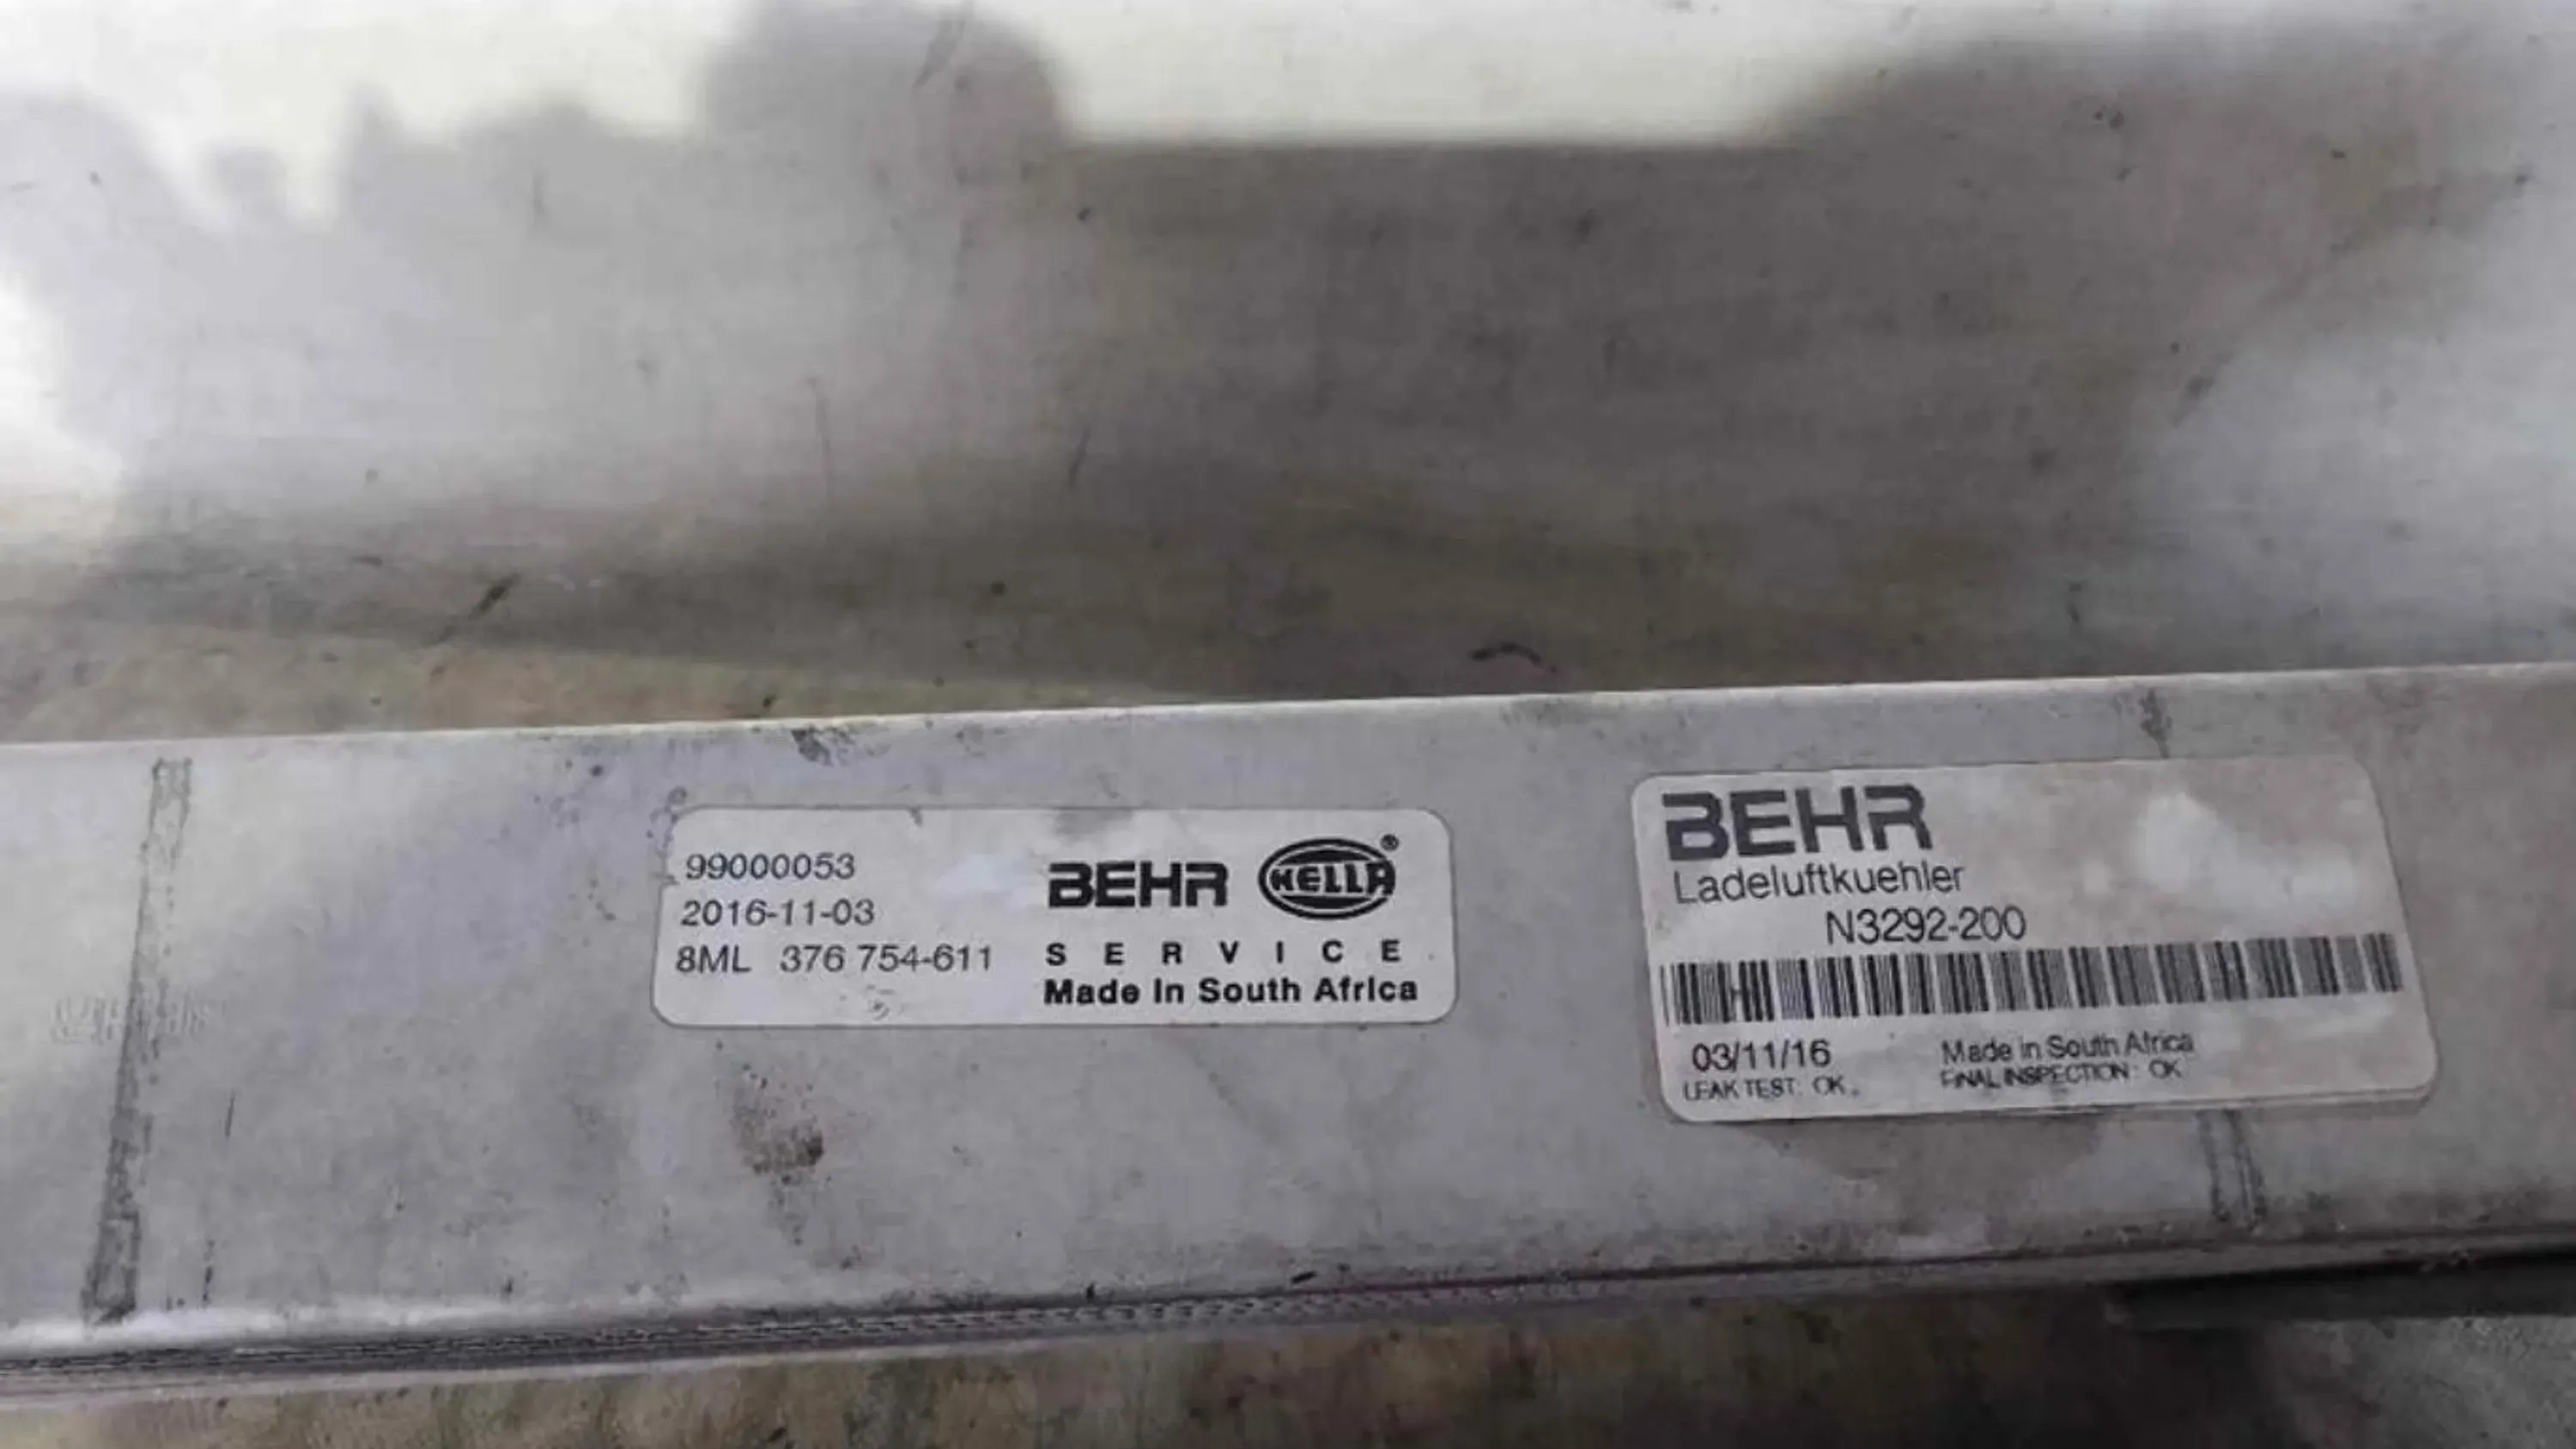 99000053
2016-11-03
8ML 376 754-611
BEHR HELLA®
SERVICE
Made In South Africa
BEHR
Ladeluftkuehler
N3292-200
03/11/16
LEAK TEST: OK
Made in South Africa
FINAL INSPECTION: OK